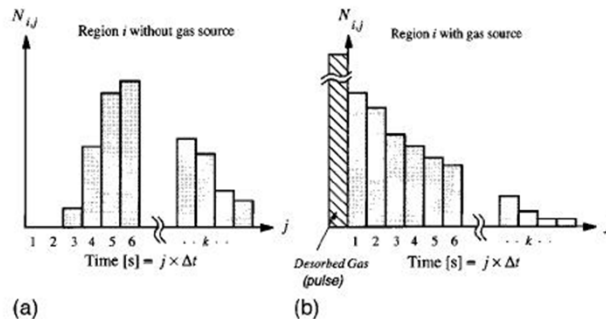 N_{i,j}
Region i without gas source
j
1 2 3 4 5 6 · · k · ·
Time [s] = j × Δt
(a)
N_{i,j}
Region i with gas source
1 2 3 4 5 6 · · k · ·
Desorbed Gas
(pulse)
Time [s] = j × Δt
(b)